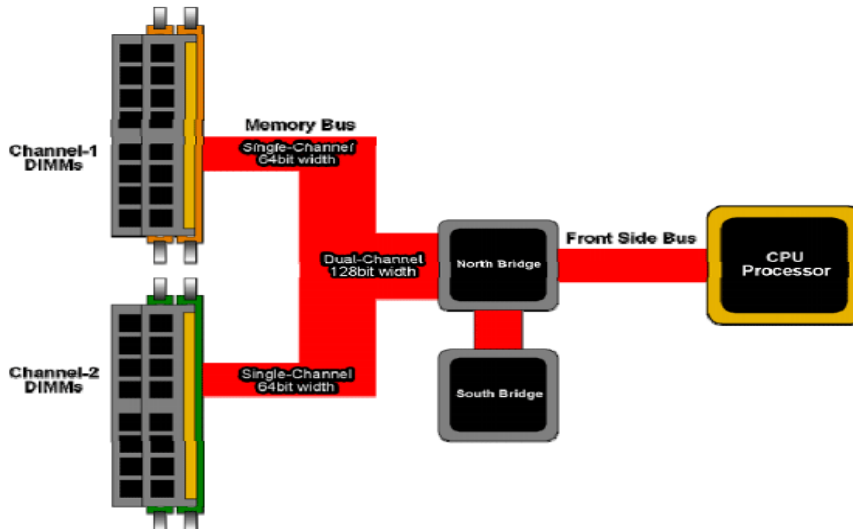 Memory Bus
Single-Channel
64bit width
Channel-1
DIMMs
Front Side Bus
CPU
Processor
Dual-Channel
128bit width
North Bridge
Channel-2
DIMMs
Single-Channel
64bit width
South Bridge